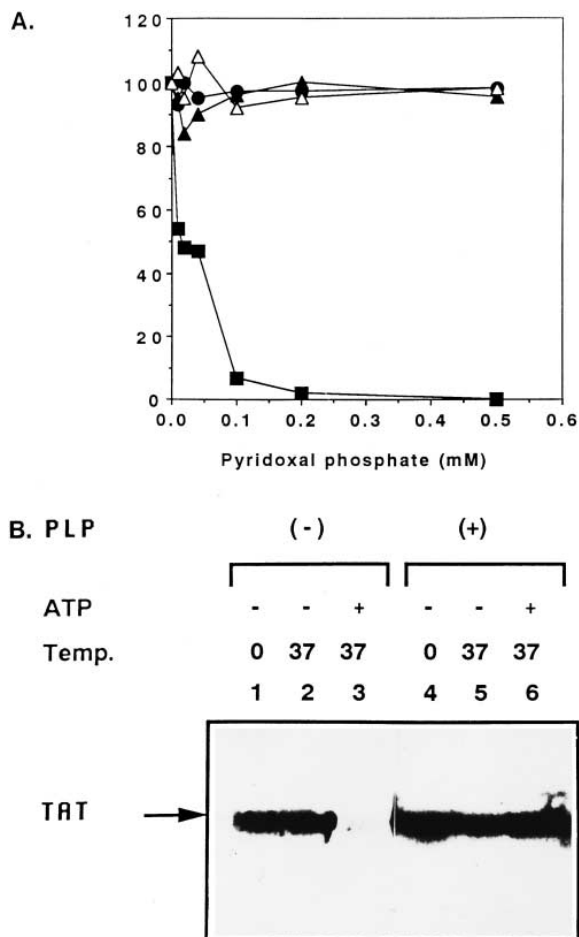 A.
120
100
80
60
40
20
0
0.0 0.1 0.2 0.3 0.4 0.5 0.6
Pyridoxal phosphate (mM)
B. PLP (-) (+)
ATP - - + - - +
Temp. 0 37 37 0 37 37
1 2 3 4 5 6
TAT